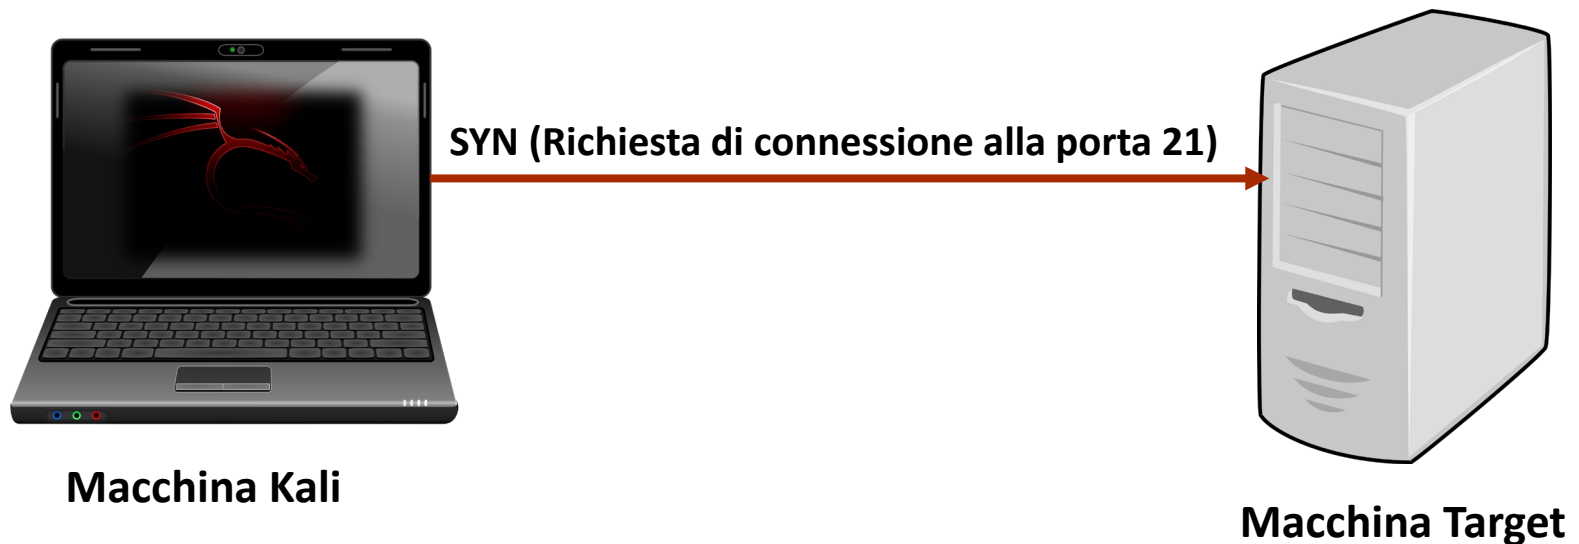 SYN (Richiesta di connessione alla porta 21)
Macchina Kali
Macchina Target